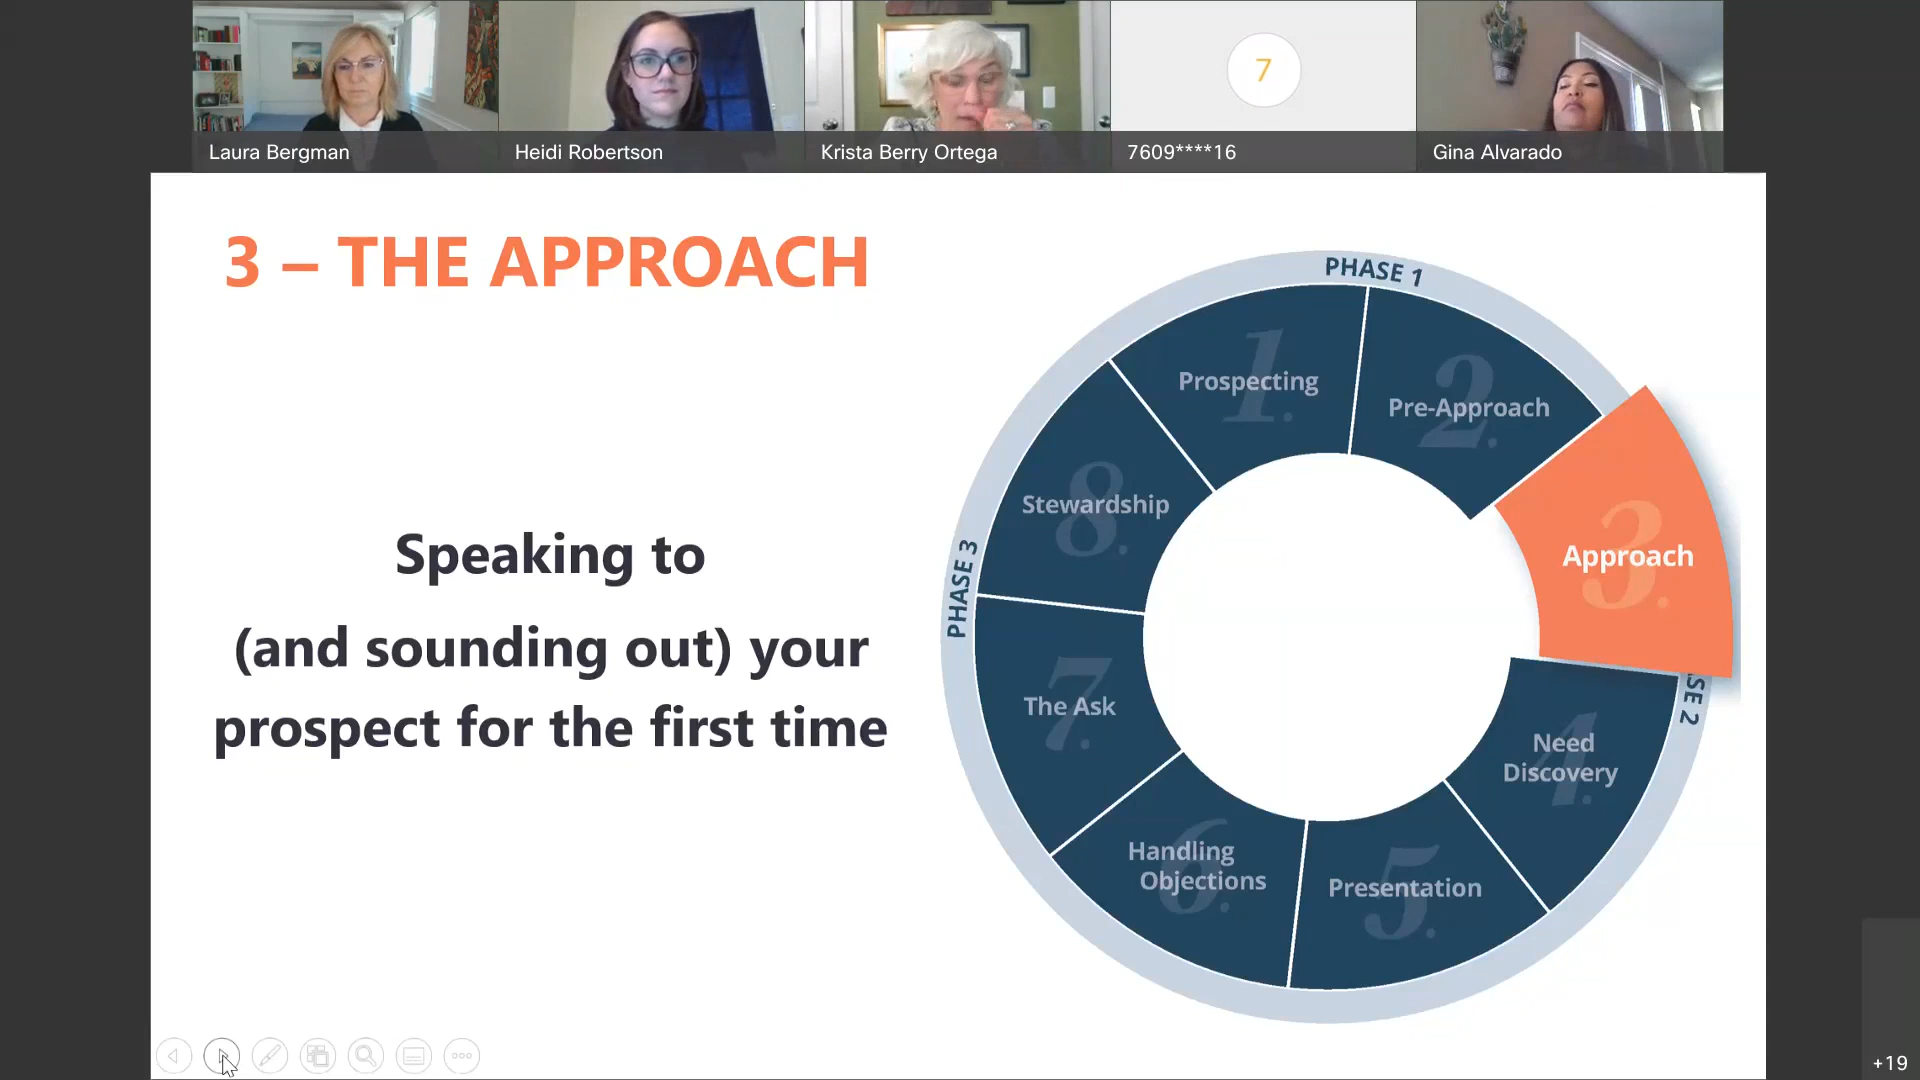 Laura Bergman
Heidi Robertson
Krista Berry Ortega
7
7609****16
Gina Alvarado
3 – THE APPROACH
Speaking to
(and sounding out) your
prospect for the first time
PHASE 1
1.
Prospecting
2.
Pre-Approach
3.
Approach
SE 2
4.
Need
Discovery
5.
Presentation
6.
Handling
Objections
7.
The Ask
PHASE 3
8.
Stewardship
+19